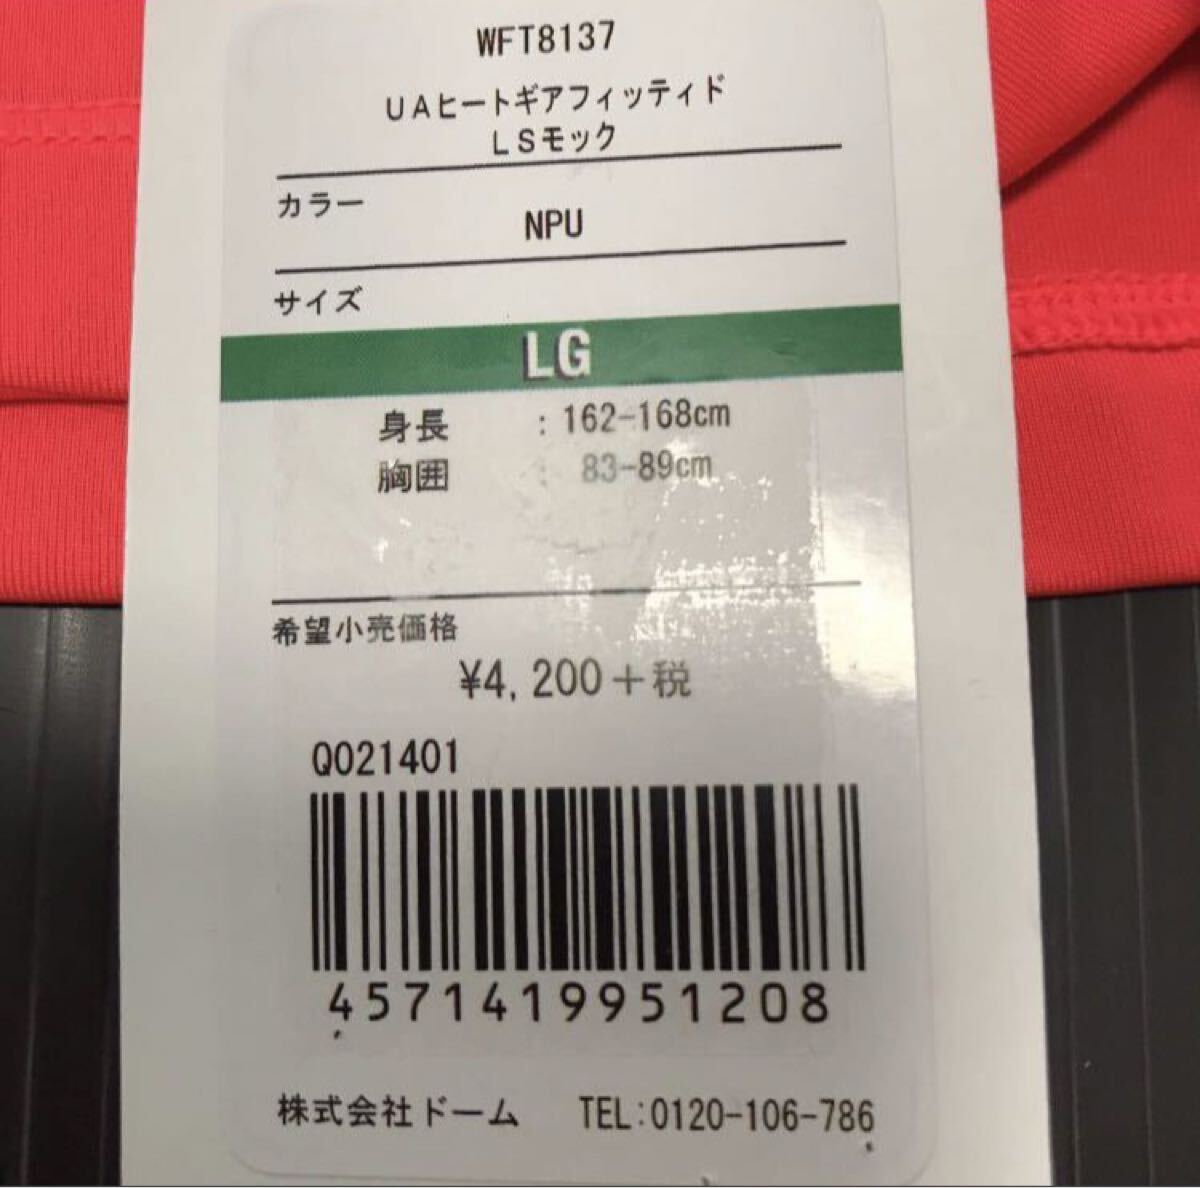 WFT8137
UAヒートギアフィッティド
LSモック
カラー
NPU
サイズ
LG
身長 : 162-168cm
胸囲 : 83-89cm
希望小売価格
¥4,200+税
Q021401
4571419951208
株式会社ドーム TEL:0120-106-786